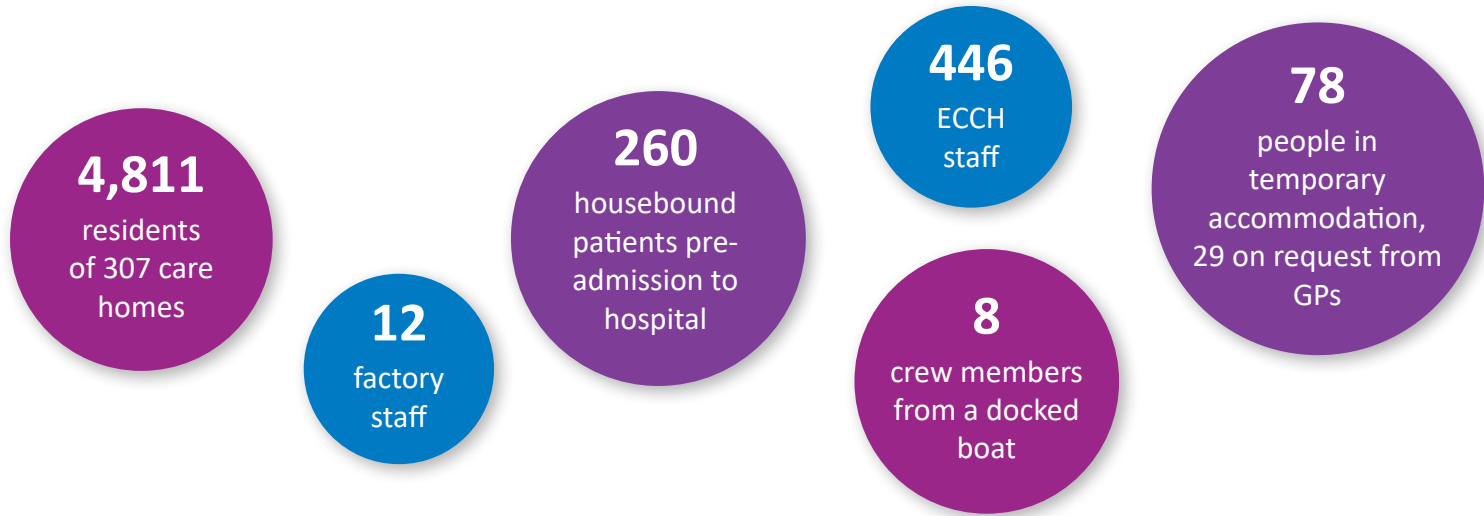 4,811
residents
of 307 care
homes
12
factory
staff
260
housebound
patients pre-
admission to
hospital
446
ECCH
staff
8
crew members
from a docked
boat
78
people in
temporary
accommodation,
29 on request from
GPs